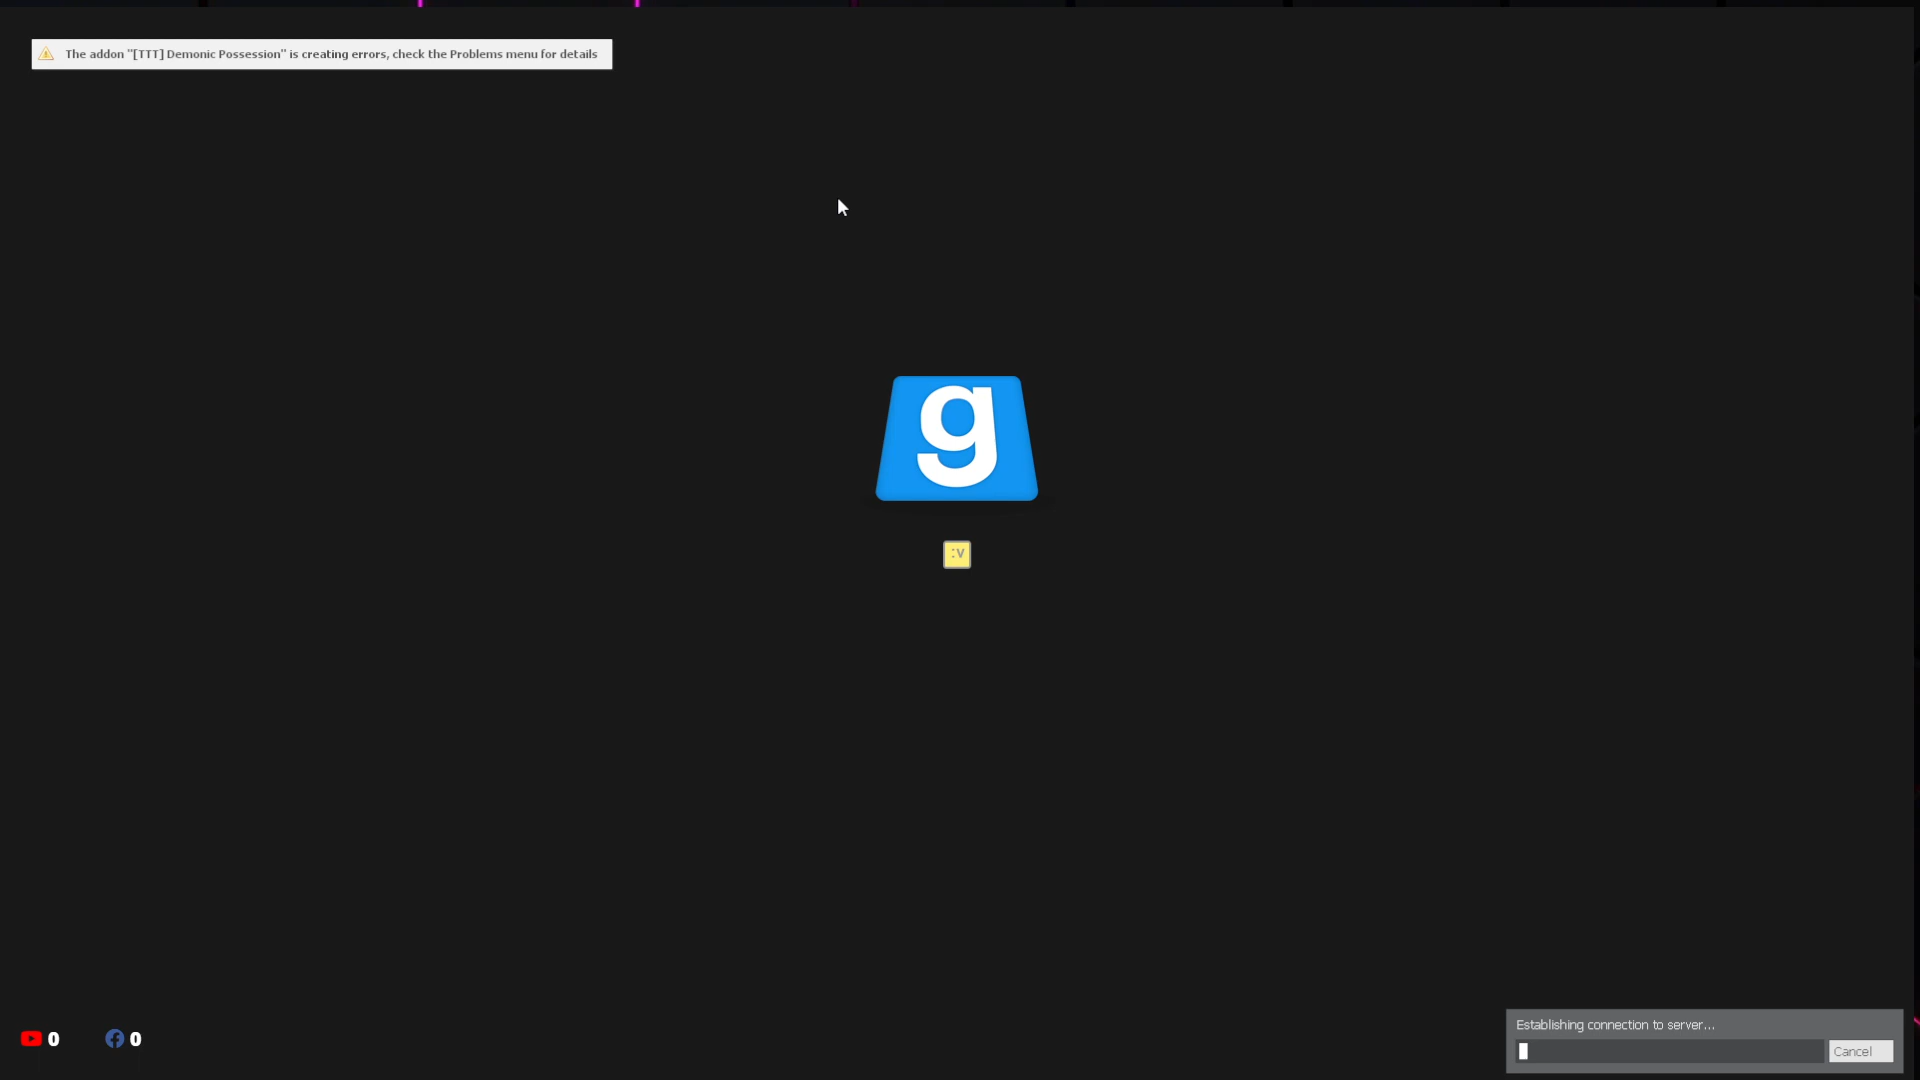 The addon "[TTT] Demonic Possession" is creating errors, check the Problems menu for details
g
:v
0
0
Establishing connection to server...
Cancel